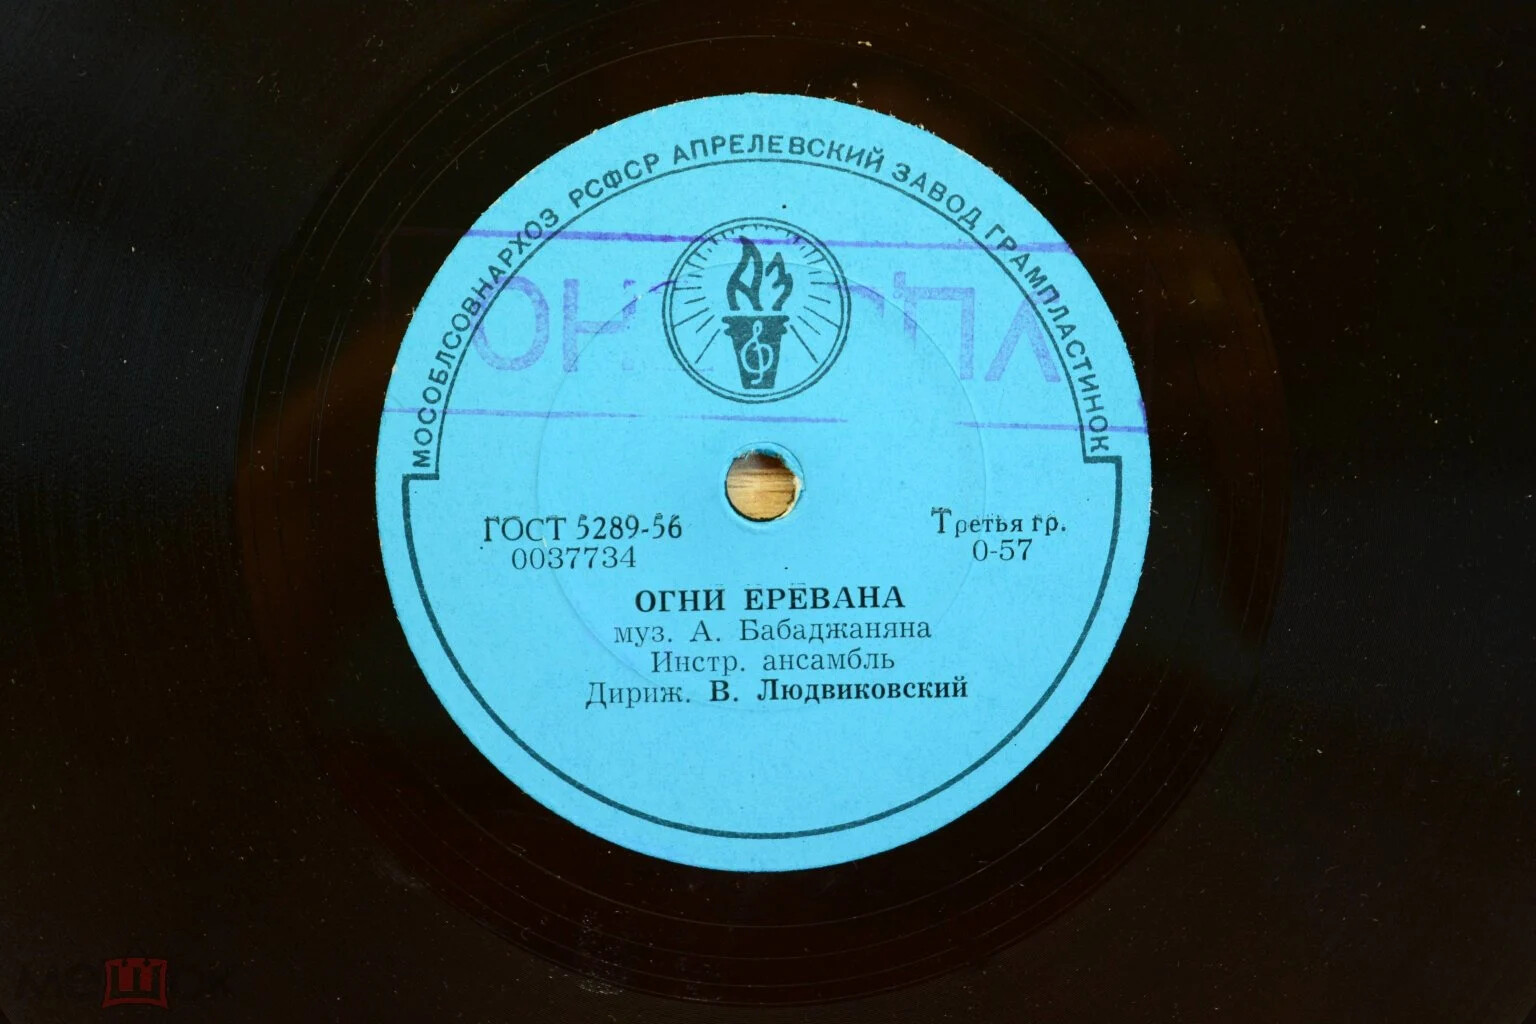 МОСОБЛСОВНАРХОЗ РСФСР АПРЕЛЕВСКИЙ ЗАВОД ГРАМПЛАСТИНОК
АЗ
ГОСТ 5289-56
0037734
Третья гр.
0-57
ОГНИ ЕРЕВАНА
муз. А. Бабаджаняна
Инстр. ансамбль
Дириж. В. Людвиковский
мешок